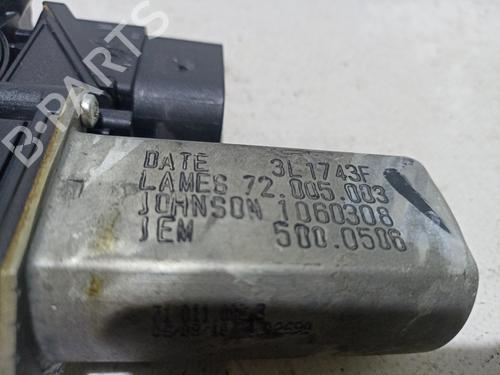 B-PARTS
DATE 3L1743F
LAMES 72.005.003
JOHNSON 1060308
JEM 500.0506